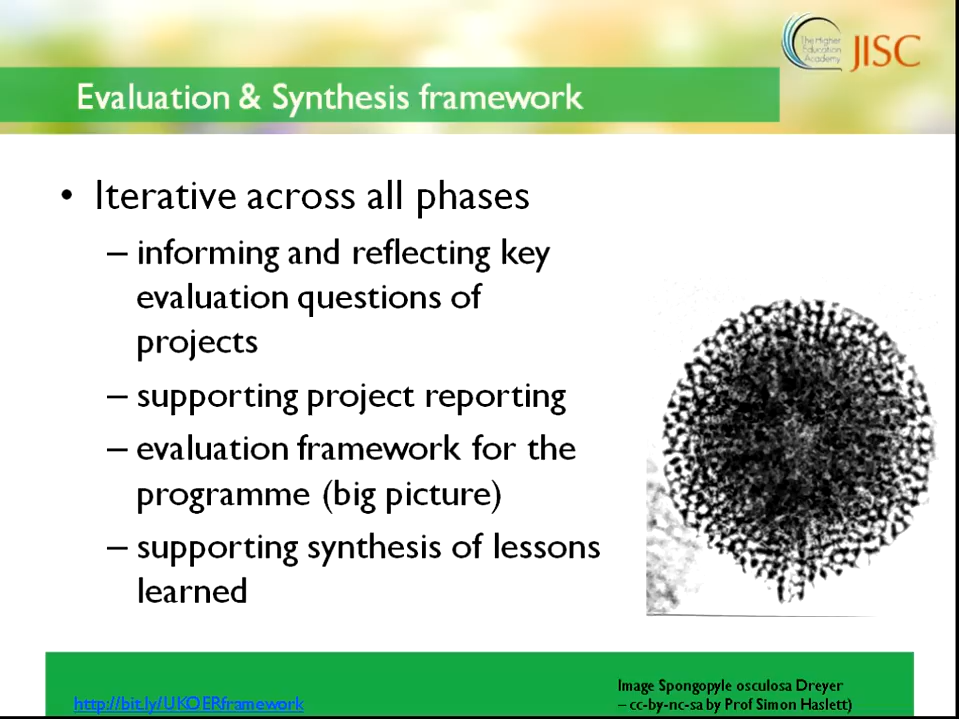 The Higher
Education
Academy
JISC
Evaluation & Synthesis framework
• Iterative across all phases
– informing and reflecting key
evaluation questions of
projects
– supporting project reporting
– evaluation framework for the
programme (big picture)
– supporting synthesis of lessons
learned
http://bit.ly/UKOERframework
Image Spongopyle osculosa Dreyer
– cc-by-nc-sa by Prof Simon Haslett)